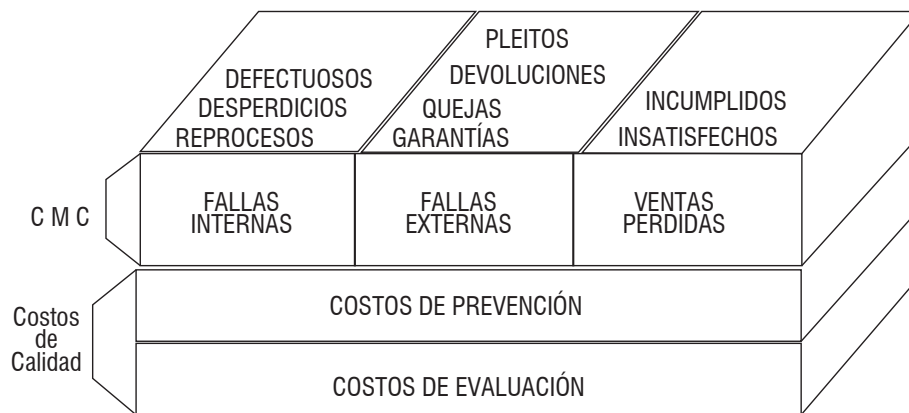 DEFECTUOSOS
DESPERDICIOS
REPROCESOS
PLEITOS
DEVOLUCIONES
QUEJAS
GARANTÍAS
INCUMPLIDOS
INSATISFECHOS
C M C
FALLAS
INTERNAS
FALLAS
EXTERNAS
VENTAS
PERDIDAS
Costos
de
Calidad
COSTOS DE PREVENCIÓN
COSTOS DE EVALUACIÓN